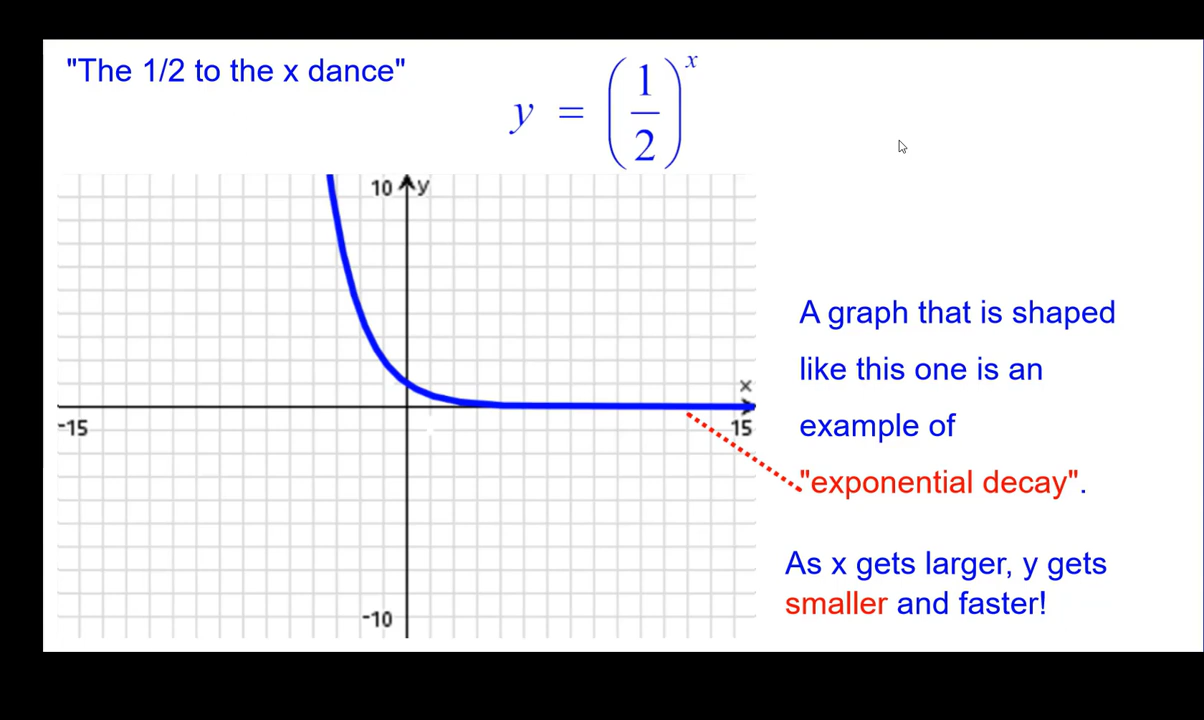 "The 1/2 to the x dance"
y = (1/2)^x
10 y
x
-15
15
-10
A graph that is shaped
like this one is an
example of
"exponential decay".
As x gets larger, y gets
smaller and faster!